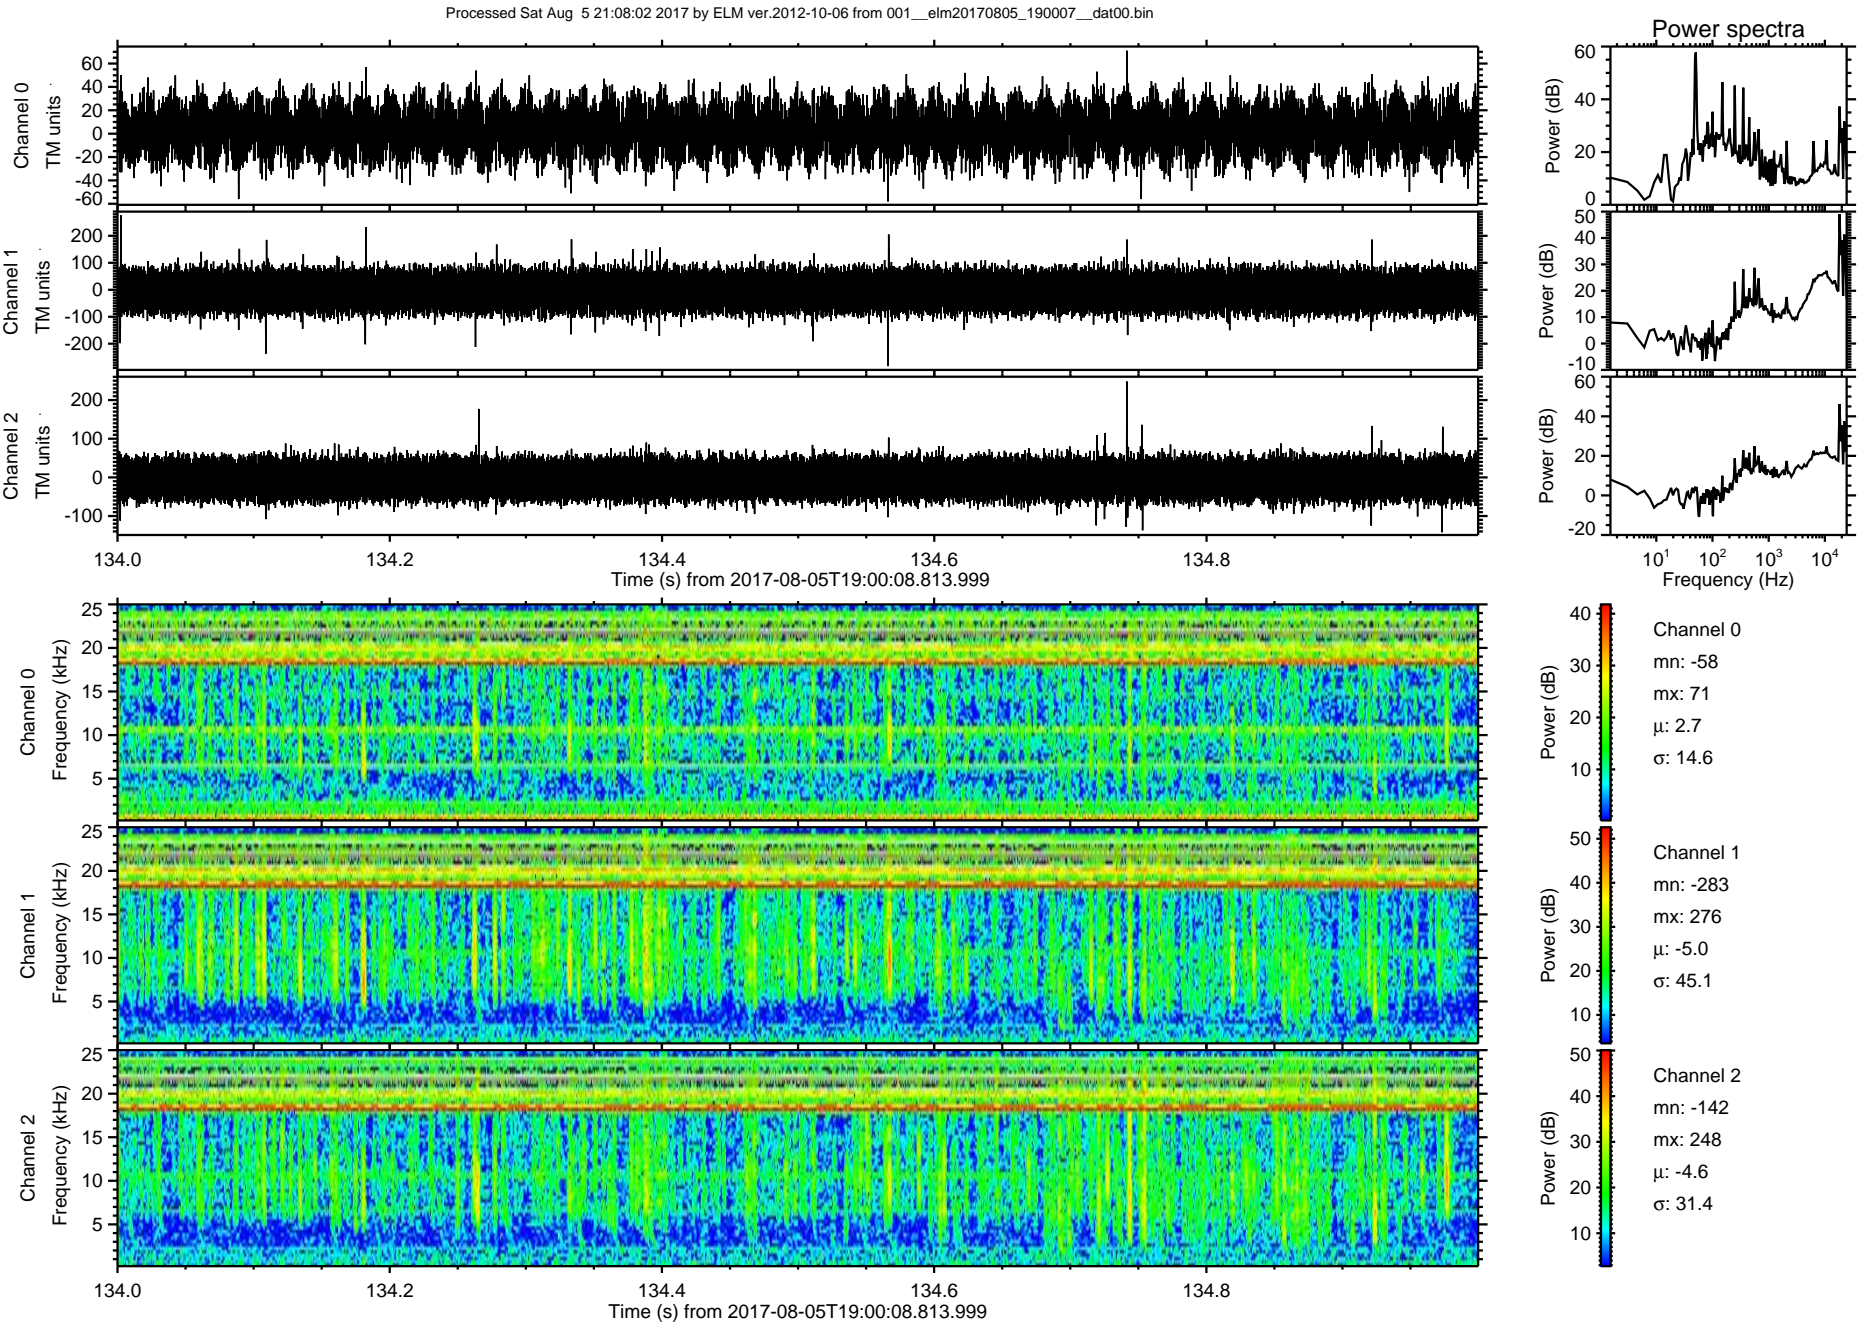 Processed Sat Aug 5 21:08:02 2017 by ELM ver.2012-10-06 from 001__elm20170805_190007__dat00.bin
Power spectra
Channel 0
TM units
60
40
20
0
-20
-40
-60
Power (dB)
60
40
20
0
Channel 1
TM units
200
100
0
-100
-200
Power (dB)
50
40
30
20
10
0
-10
Channel 2
TM units
200
100
0
-100
Power (dB)
60
40
20
0
-20
134.0 134.2 134.4 134.6 134.8
Time (s) from 2017-08-05T19:00:08.813.999
10^1 10^2 10^3 10^4
Frequency (Hz)
Channel 0
Frequency (kHz)
25
20
15
10
5
Power (dB)
40
30
20
10
Channel 0
mn: -58
mx: 71
μ: 2.7
σ: 14.6
Channel 1
Frequency (kHz)
25
20
15
10
5
Power (dB)
50
40
30
20
10
Channel 1
mn: -283
mx: 276
μ: -5.0
σ: 45.1
Channel 2
Frequency (kHz)
25
20
15
10
5
Power (dB)
50
40
30
20
10
Channel 2
mn: -142
mx: 248
μ: -4.6
σ: 31.4
134.0 134.2 134.4 134.6 134.8
Time (s) from 2017-08-05T19:00:08.813.999